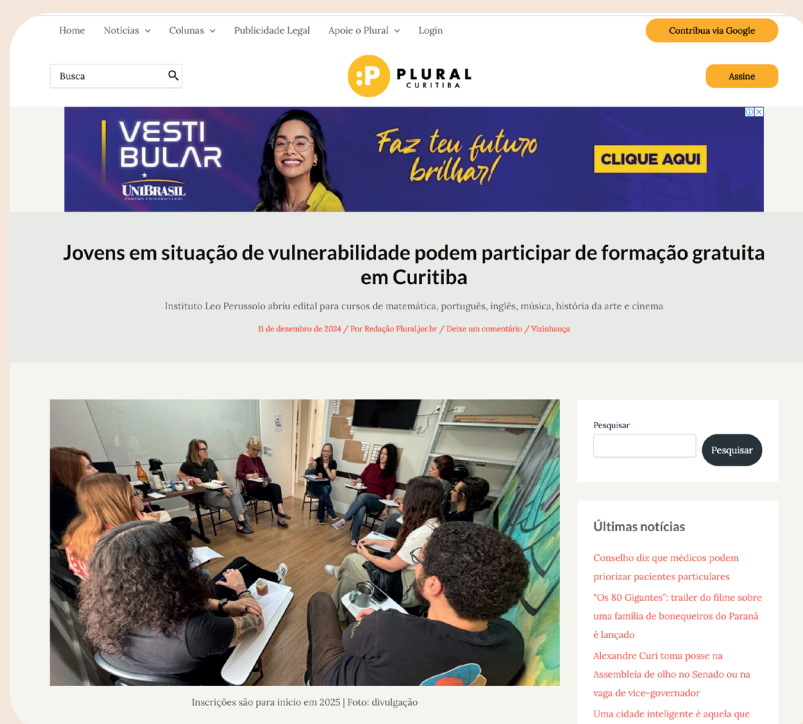 Home Notícias Colunas Publicidade Legal Apoie o Plural Login
Contribua via Google
Busca
:P PLURAL
CURITIBA
Assine
VESTI
BULAR
UNIBRASIL
CENTRO UNIVERSITÁRIO
Faz teu futuro
brilhar!
CLIQUE AQUI
Jovens em situação de vulnerabilidade podem participar de formação gratuita
em Curitiba
Instituto Leo Perussolo abriu edital para cursos de matemática, português, inglês, música, história da arte e cinema
11 de dezembro de 2024 / Por Redação Plural.jor.br / Deixe um comentário / Vizinhança
Inscrições são para início em 2025 | Foto: divulgação
Pesquisar
Pesquisar
Últimas notícias
Conselho diz que médicos podem
priorizar pacientes particulares
“Os 80 Gigantes”: trailer do filme sobre
uma família de bonequeiros do Paraná
é lançado
Alexandre Curi toma posse na
Assembleia de olho no Senado ou na
vaga de vice-governador
Uma cidade inteligente é aquela que